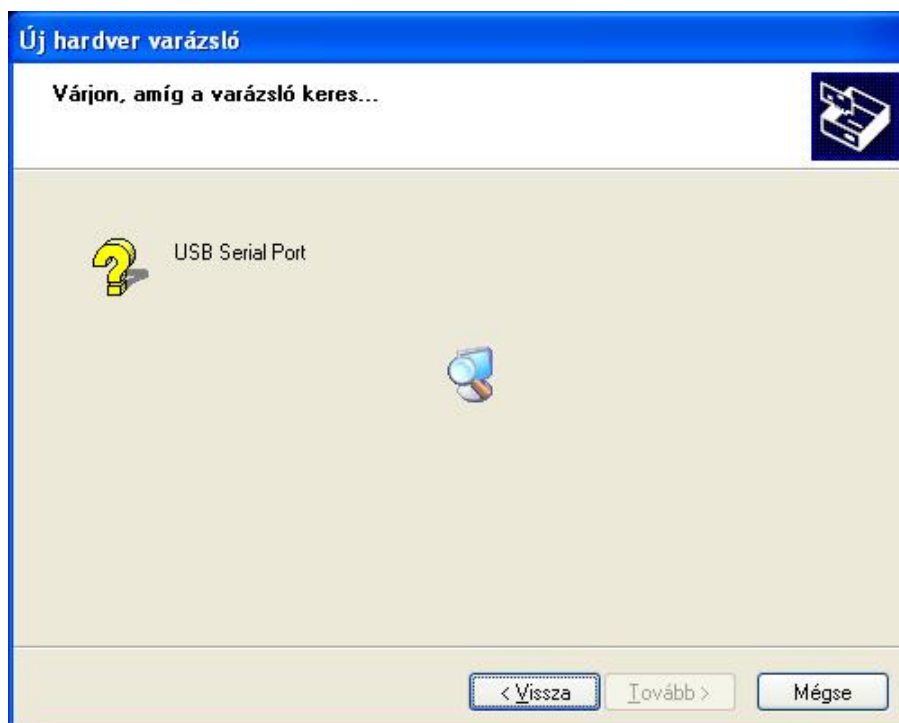 Új hardver varázsló
Várjon, amíg a varázsló keres...
USB Serial Port
< Vissza
Tovább >
Mégse